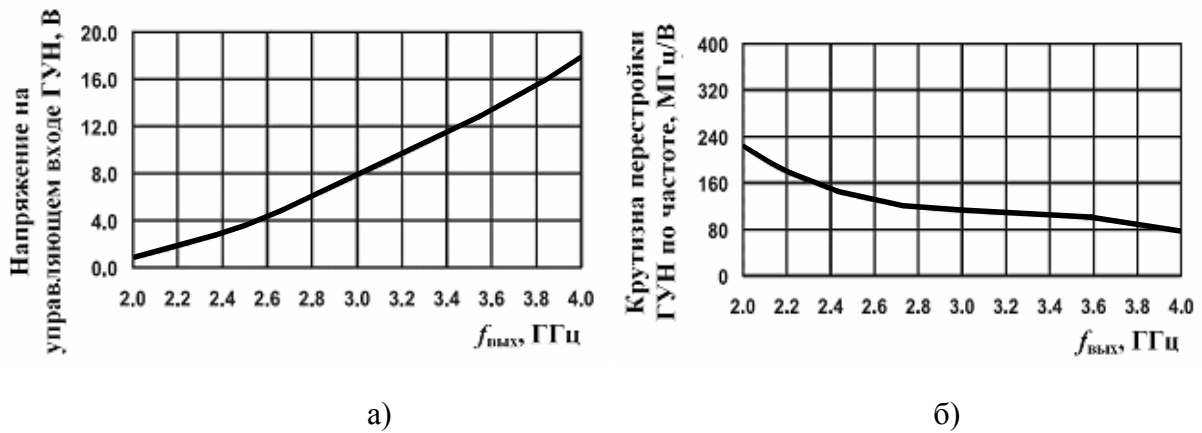 Напряжение на
управляющем входе ГУН, В
20.0
16.0
12.0
8.0
4.0
0,0
2.0 2,2 2.4 2.6 2.8 3.0 3,2 3.4 3.6 3.8 4.0
fвых, ГГц
а)
Крутизна перестройки
ГУН по частоте, МГц/В
400
320
240
160
80
0
2.0 2.2 2.4 2.6 2.8 3.0 3.2 3.4 3.6 3.8 4.0
fвых, ГГц
б)